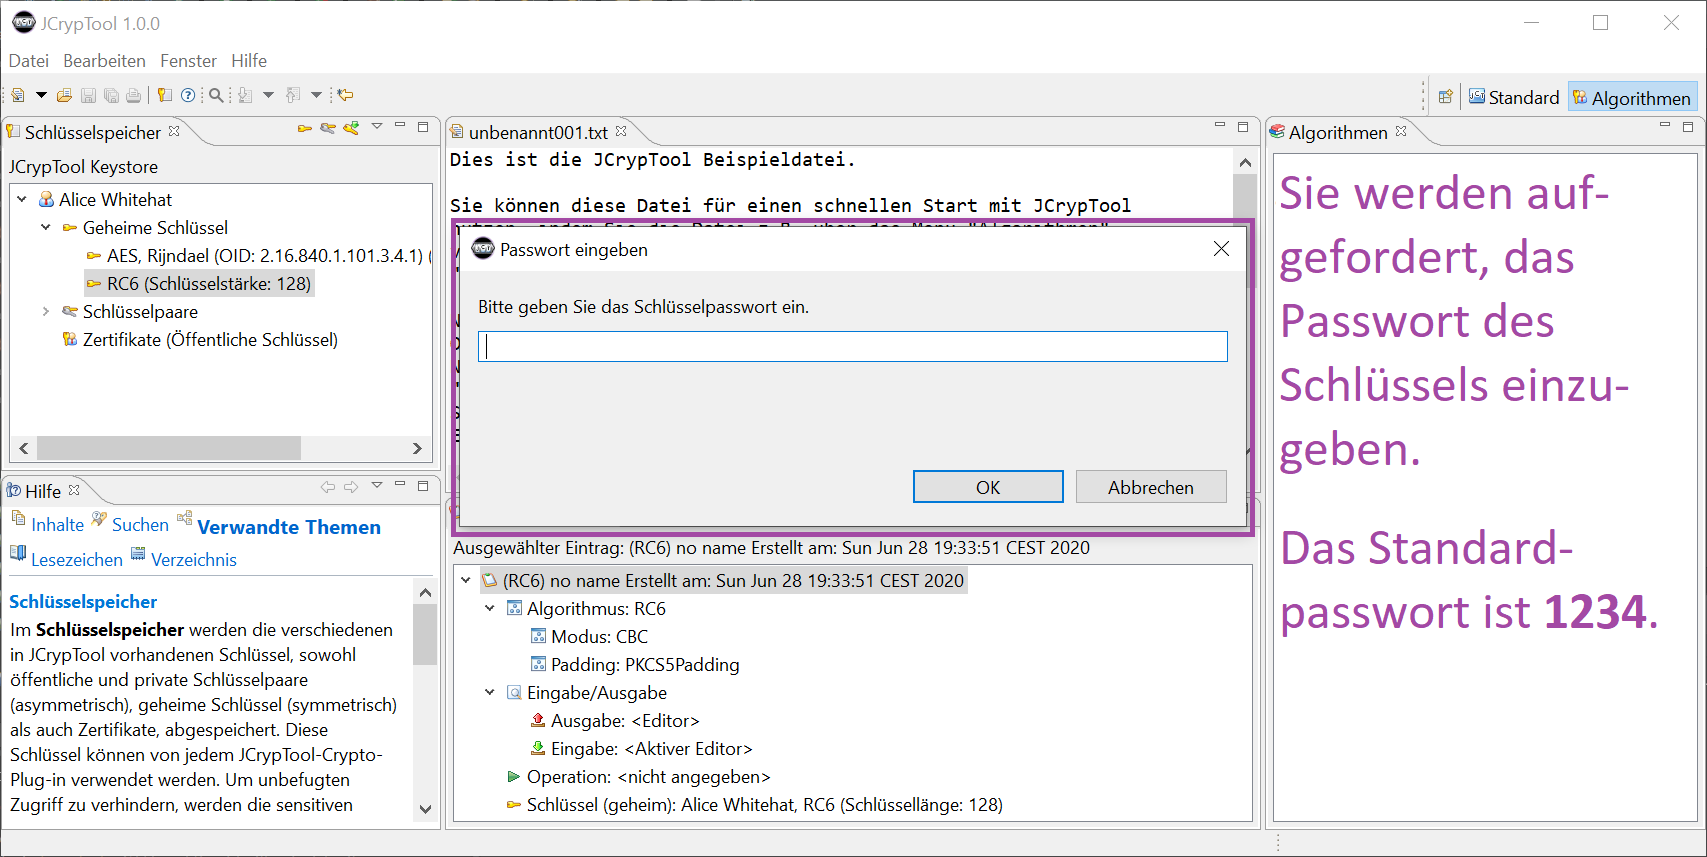 JCrypTool 1.0.0
Datei Bearbeiten Fenster Hilfe
Standard Algorithmen
Schlüsselspeicher
JCrypTool Keystore
Alice Whitehat
Geheime Schlüssel
AES, Rijndael (OID: 2.16.840.1.101.3.4.1) (
RC6 (Schlüsselstärke: 128)
Schlüsselpaare
Zertifikate (Öffentliche Schlüssel)
Hilfe
Inhalte Suchen Verwandte Themen
Lesezeichen Verzeichnis
Schlüsselspeicher
Im Schlüsselspeicher werden die verschiedenen
in JCrypTool vorhandenen Schlüssel, sowohl
öffentliche und private Schlüsselpaare
(asymmetrisch), geheime Schlüssel (symmetrisch)
als auch Zertifikate, abgespeichert. Diese
Schlüssel können von jedem JCrypTool-Crypto-
Plug-in verwendet werden. Um unbefugten
Zugriff zu verhindern, werden die sensitiven
unbenannt001.txt
Dies ist die JCrypTool Beispieldatei.
Sie können diese Datei für einen schnellen Start mit JCrypTool
Passwort eingeben
Bitte geben Sie das Schlüsselpasswort ein.
OK Abbrechen
Ausgewählter Eintrag: (RC6) no name Erstellt am: Sun Jun 28 19:33:51 CEST 2020
(RC6) no name Erstellt am: Sun Jun 28 19:33:51 CEST 2020
Algorithmus: RC6
Modus: CBC
Padding: PKCS5Padding
Eingabe/Ausgabe
Ausgabe: <Editor>
Eingabe: <Aktiver Editor>
Operation: <nicht angegeben>
Schlüssel (geheim): Alice Whitehat, RC6 (Schlüssellänge: 128)
Algorithmen
Sie werden auf-
gefordert, das
Passwort des
Schlüssels einzu-
geben.
Das Standard-
passwort ist 1234.